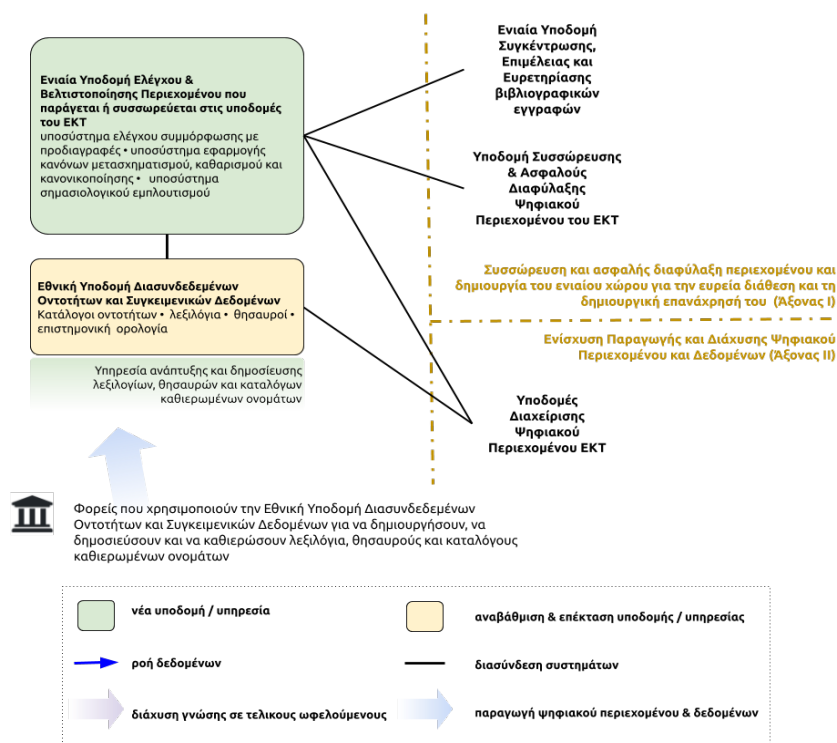 Ενιαία Υποδομή Ελέγχου &
Βελτιστοποίησης Περιεχομένου που
παράγεται ή συσσωρεύεται στις υποδομές
του ΕΚΤ
υποσύστημα ελέγχου συμμόρφωσης με
προδιαγραφές • υποσύστημα εφαρμογής
κανόνων μετασχηματισμού, καθαρισμού και
κανονικοποίησης • υποσύστημα
σημασιολογικού εμπλουτισμού
Εθνική Υποδομή Διασυνδεδεμένων
Οντοτήτων και Συγκειμενικών Δεδομένων
Κατάλογοι οντοτήτων • λεξιλόγια • θησαυροί •
επιστημονική ορολογία
Υπηρεσία ανάπτυξης και δημοσίευσης
λεξιλογίων, θησαυρών και καταλόγων
καθιερωμένων ονομάτων
Ενιαία Υποδομή
Συγκέντρωσης,
Επιμέλειας και
Ευρετηρίασης
βιβλιογραφικών
εγγραφών
Υποδομή Συσσώρευσης
& Ασφαλούς
Διαφύλαξης
Ψηφιακού
Περιεχομένου του ΕΚΤ
Συσσώρευση και ασφαλής διαφύλαξη περιεχομένου και
δημιουργία του ενιαίου χώρου για την ευρεία διάθεση και τη
δημιουργική επανάχρησή του (Άξονας Ι)
Ενίσχυση Παραγωγής και Διάχυσης Ψηφιακού
Περιεχομένου και Δεδομένων (Άξονας ΙΙ)
Υποδομές
Διαχείρισης
Ψηφιακού
Περιεχομένου ΕΚΤ
Φορείς που χρησιμοποιούν την Εθνική Υποδομή Διασυνδεδεμένων
Οντοτήτων και Συγκειμενικών Δεδομένων για να δημιουργήσουν, να
δημοσιεύσουν και να καθιερώσουν λεξιλόγια, θησαυρούς και καταλόγους
καθιερωμένων ονομάτων
νέα υποδομή / υπηρεσία
αναβάθμιση & επέκταση υποδομής / υπηρεσίας
ροή δεδομένων
διασύνδεση συστημάτων
διάχυση γνώσης σε τελικους ωφελούμενους
παραγωγή ψηφιακού περιεχομένου & δεδομένων